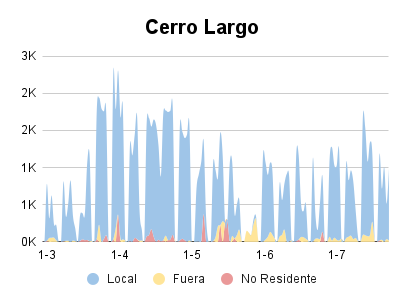 Cerro Largo
3K
2K
2K
1K
1K
0K
1-3 1-4 1-5 1-6 1-7
Local Fuera No Residente